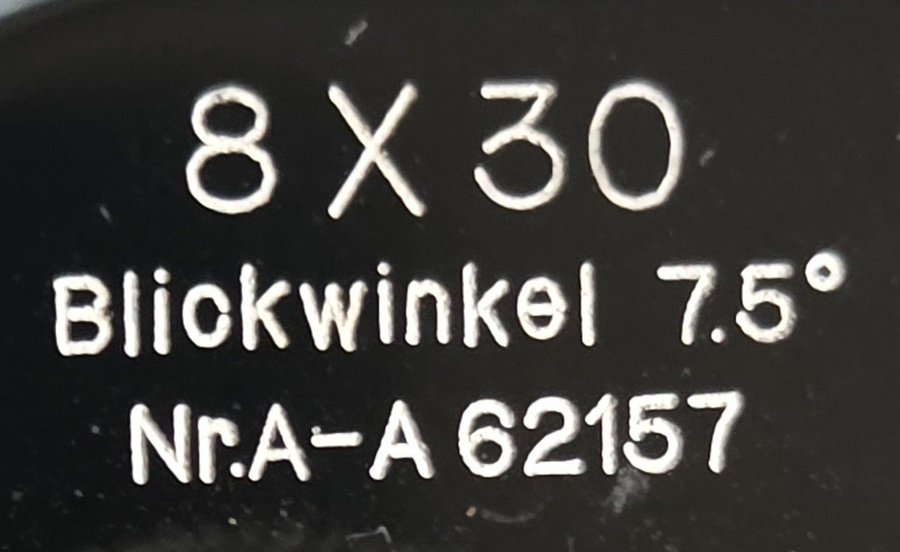 8 X 30
Blickwinkel 7.5°
Nr.A-A 62157